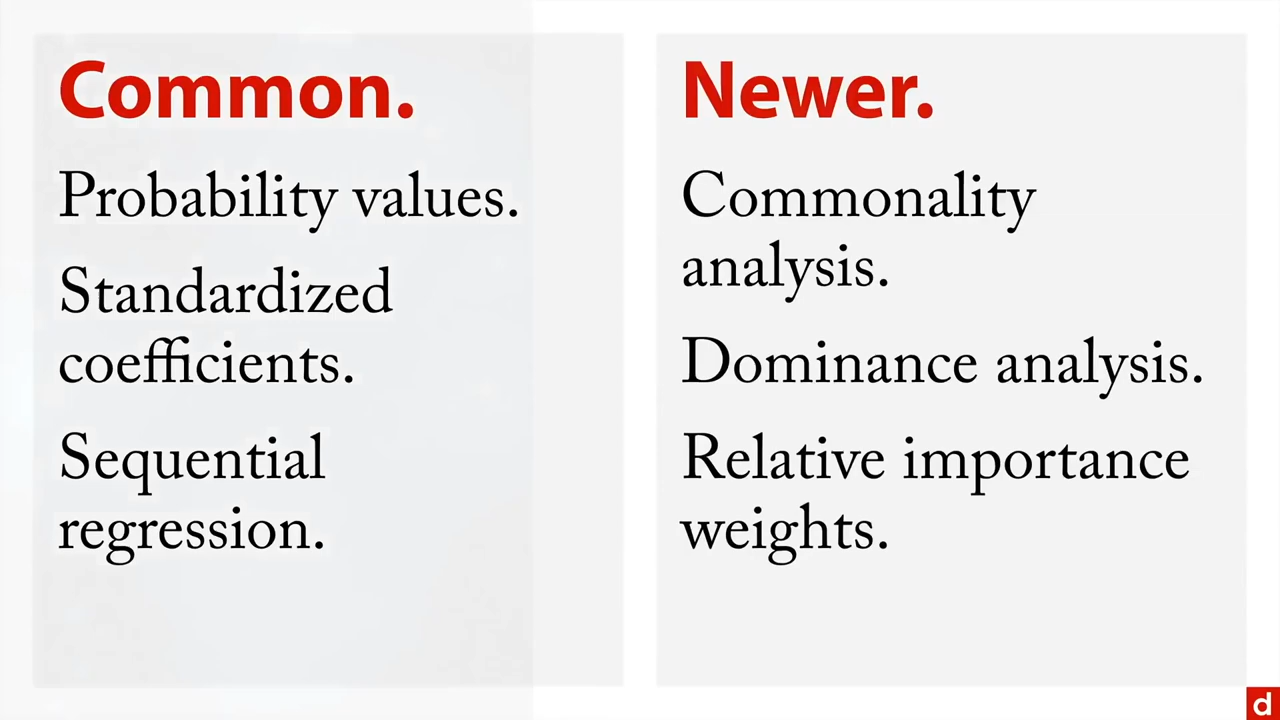 Common.
Probability values.
Standardized
coefficients.
Sequential
regression.
Newer.
Commonality
analysis.
Dominance analysis.
Relative importance
weights.
d